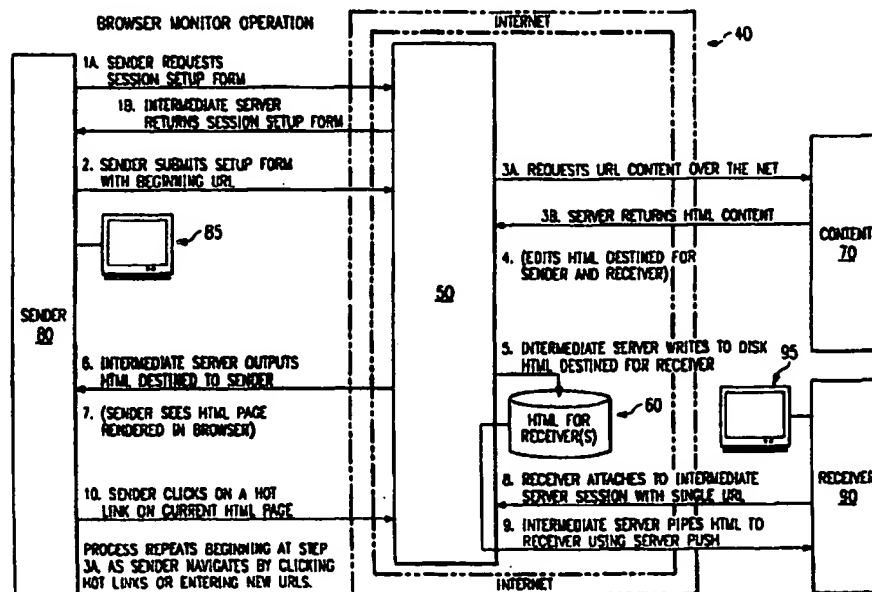 BROWSER MONITOR OPERATION
INTERNET
40
1A. SENDER REQUESTS
SESSION SETUP FORM
1B. INTERMEDIATE SERVER
RETURNS SESSION SETUP FORM
2. SENDER SUBMITS SETUP FORM
WITH BEGINNING URL
85
SENDER
80
6. INTERMEDIATE SERVER OUTPUTS
HTML DESTINED TO SENDER
7. (SENDER SEES HTML PAGE
RENDERED IN BROWSER)
10. SENDER CLICKS ON A HOT
LINK ON CURRENT HTML PAGE
PROCESS REPEATS BEGINNING AT STEP
3A, AS SENDER NAVIGATES BY CLICKING
HOT LINKS OR ENTERING NEW URLS.
50
3A. REQUESTS URL CONTENT OVER THE NET
3B. SERVER RETURNS HTML CONTENT
4. (EDITS HTML DESTINED FOR
SENDER AND RECEIVER)
CONTENT
70
5. INTERMEDIATE SERVER WRITES TO DISK
HTML DESTINED FOR RECEIVER
95
HTML FOR
RECEIVER(S)
60
8. RECEIVER ATTACHES TO INTERMEDIATE
SERVER SESSION WITH SINGLE URL
9. INTERMEDIATE SERVER PIPES HTML TO
RECEIVER USING SERVER PUSH
RECEIVER
90
INTERNET